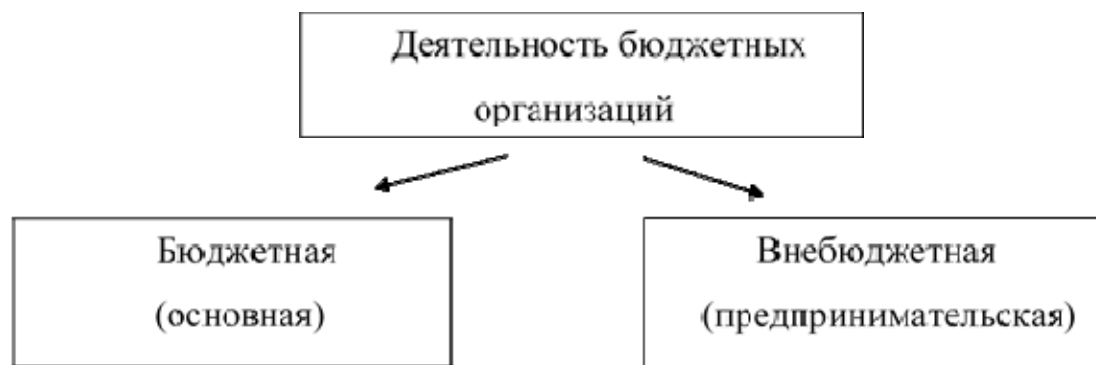 Деятельность бюджетных
организаций
Бюджетная
(основная)
Внебюджетная
(предпринимательская)